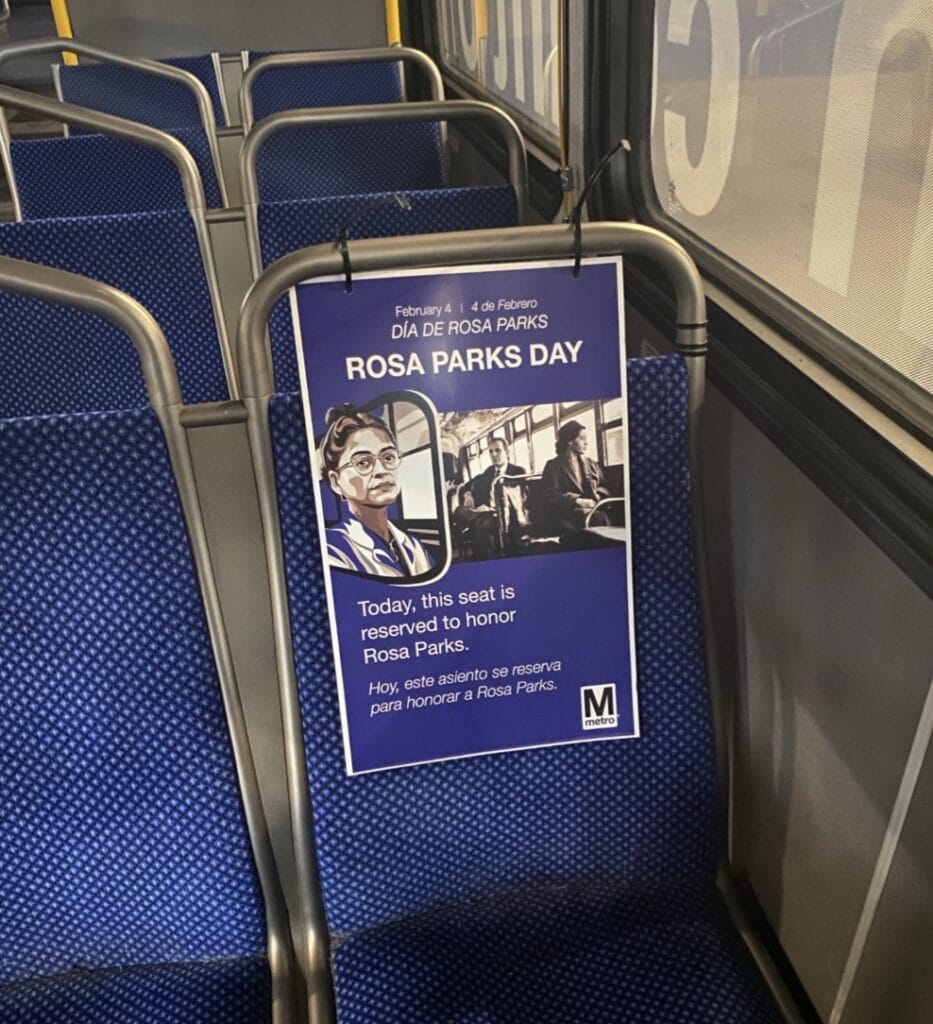 February 4 | 4 de Febrero
DÍA DE ROSA PARKS
ROSA PARKS DAY
Today, this seat is
reserved to honor
Rosa Parks.
Hoy, este asiento se reserva
para honorar a Rosa Parks.
M
metro